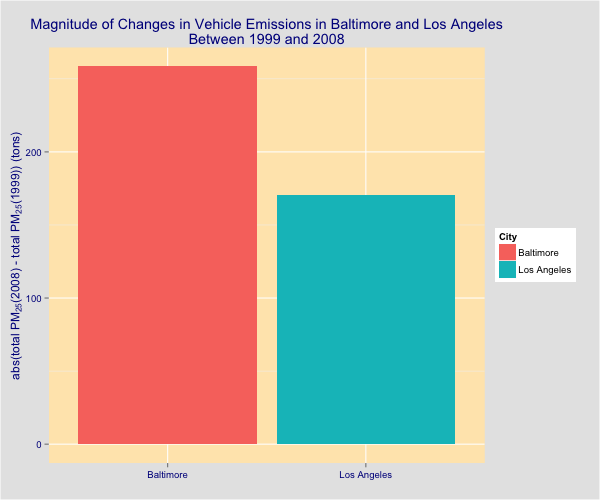 Magnitude of Changes in Vehicle Emissions in Baltimore and Los Angeles
Between 1999 and 2008
abs(total PM₂₅(2008) - total PM₂₅(1999)) (tons)
200
100
0
Baltimore
Los Angeles
City
Baltimore
Los Angeles